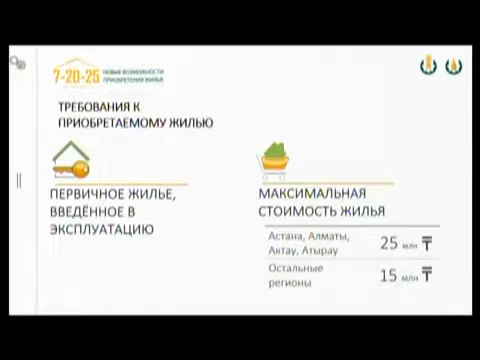 7-20-25
НОВЫЕ ВОЗМОЖНОСТИ
ПРИОБРЕТЕНИЯ ЖИЛЬЯ
ТРЕБОВАНИЯ К
ПРИОБРЕТАЕМОМУ ЖИЛЬЮ
ПЕРВИЧНОЕ ЖИЛЬЕ,
ВВЕДЁННОЕ В
ЭКСПЛУАТАЦИЮ
МАКСИМАЛЬНАЯ
СТОИМОСТЬ ЖИЛЬЯ
Астана, Алматы,
Актау, Атырау
25 млн ₸
Остальные
регионы
15 млн ₸